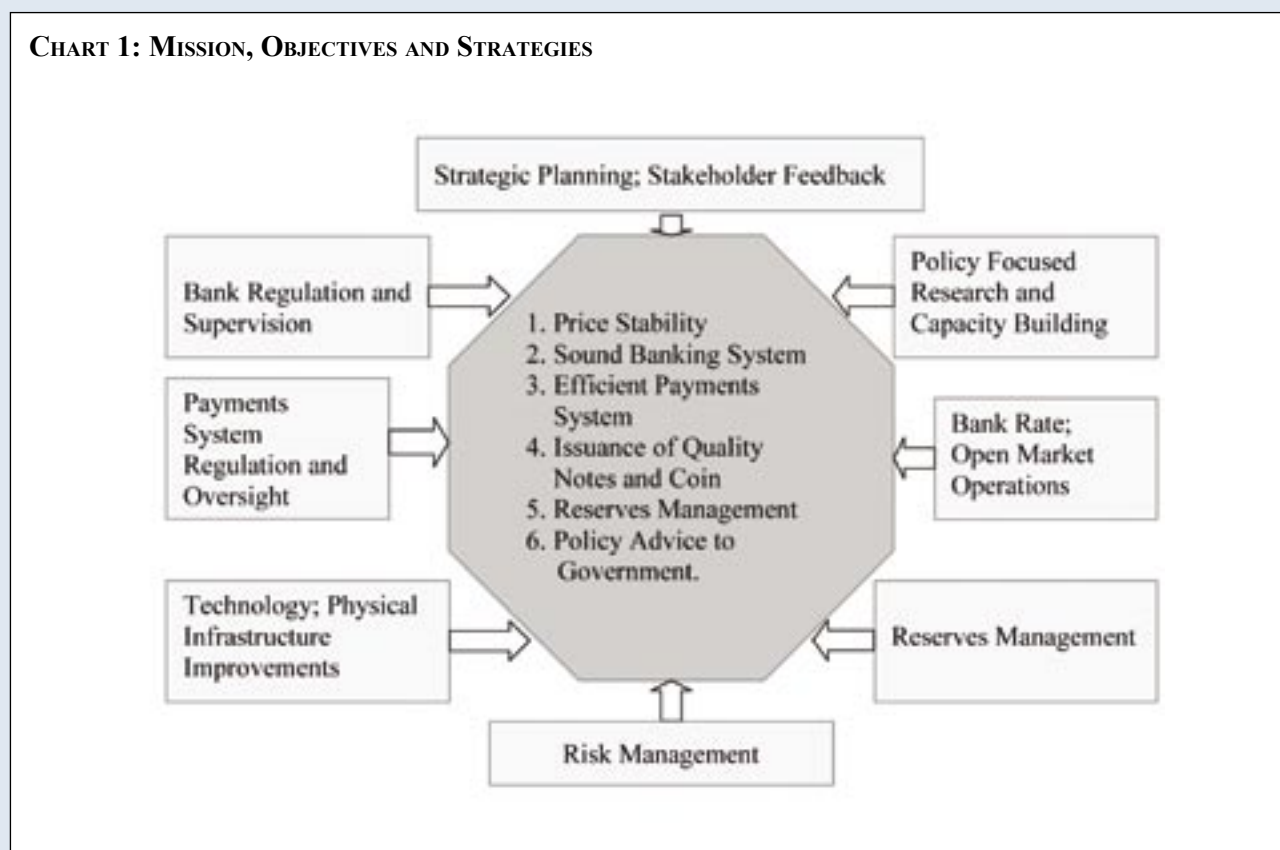 CHART 1: MISSION, OBJECTIVES AND STRATEGIES
Strategic Planning; Stakeholder Feedback
Bank Regulation and
Supervision
Policy Focused
Research and
Capacity Building
1. Price Stability
2. Sound Banking System
3. Efficient Payments
System
4. Issuance of Quality
Notes and Coin
5. Reserves Management
6. Policy Advice to
Government.
Payments
System
Regulation and
Oversight
Bank Rate;
Open Market
Operations
Technology; Physical
Infrastructure
Improvements
Reserves Management
Risk Management